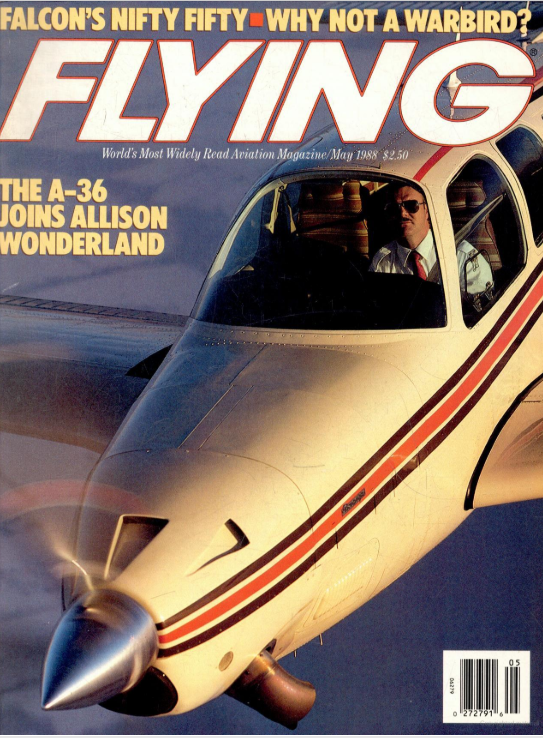 FALCON'S NIFTY FIFTY ■ WHY NOT A WARBIRD?
FLYING®
World's Most Widely Read Aviation Magazine/May 1988 $2.50
THE A-36
JOINS ALLISON
WONDERLAND
05
04279
0 272791 6